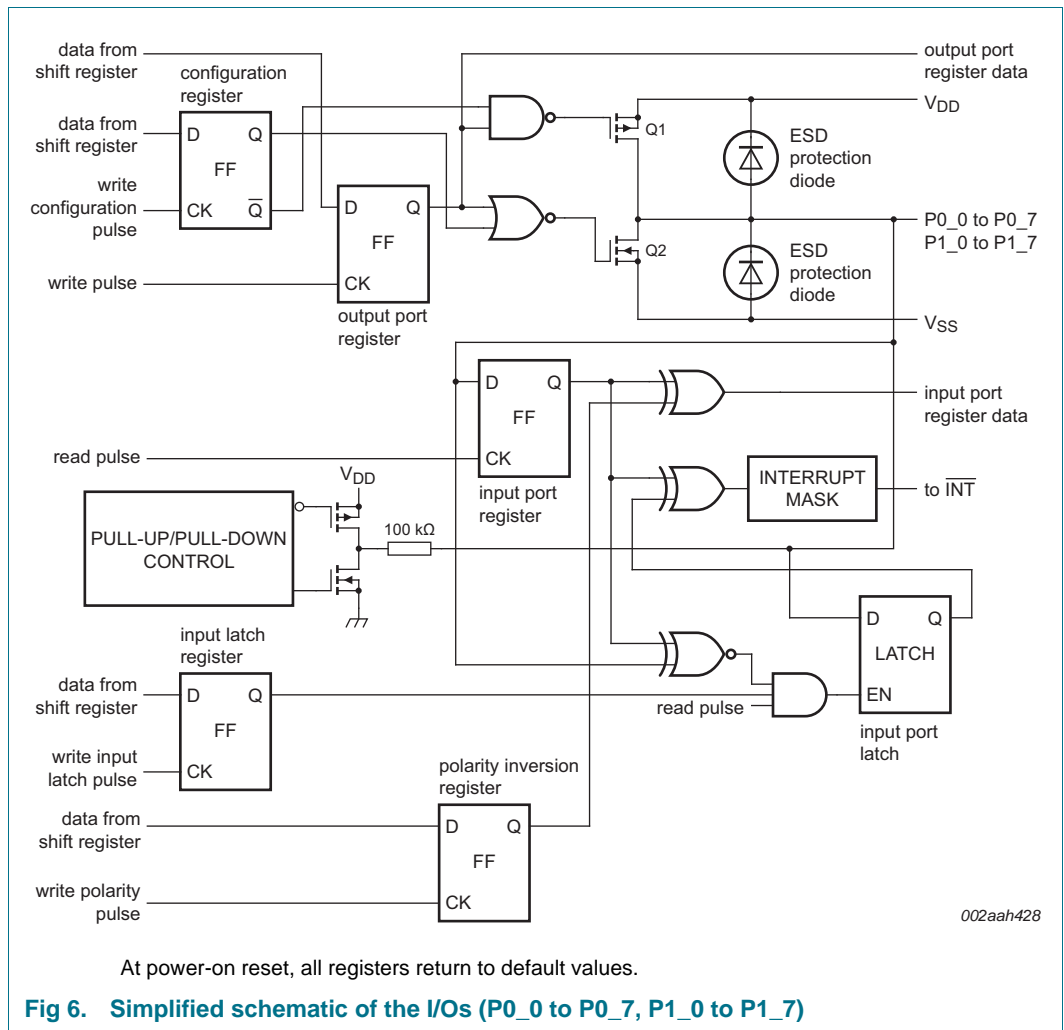 data from
shift register
configuration
register
data from
shift register
D
Q
FF
write
configuration
pulse
CK
Q̅
D
Q
FF
CK
write pulse
output port
register
output port
register data
VDD
Q1
ESD
protection
diode
P0_0 to P0_7
P1_0 to P1_7
Q2
ESD
protection
diode
VSS
D
Q
FF
CK
read pulse
input port
register
input port
register data
INTERRUPT
MASK
to I̅N̅T̅
VDD
PULL-UP/PULL-DOWN
CONTROL
100 kΩ
input latch
register
data from
shift register
D
Q
FF
write input
latch pulse
CK
read pulse
D
Q
LATCH
EN
input port
latch
polarity inversion
register
data from
shift register
D
Q
FF
write polarity
pulse
CK
002aah428
At power-on reset, all registers return to default values.
Fig 6. Simplified schematic of the I/Os (P0_0 to P0_7, P1_0 to P1_7)